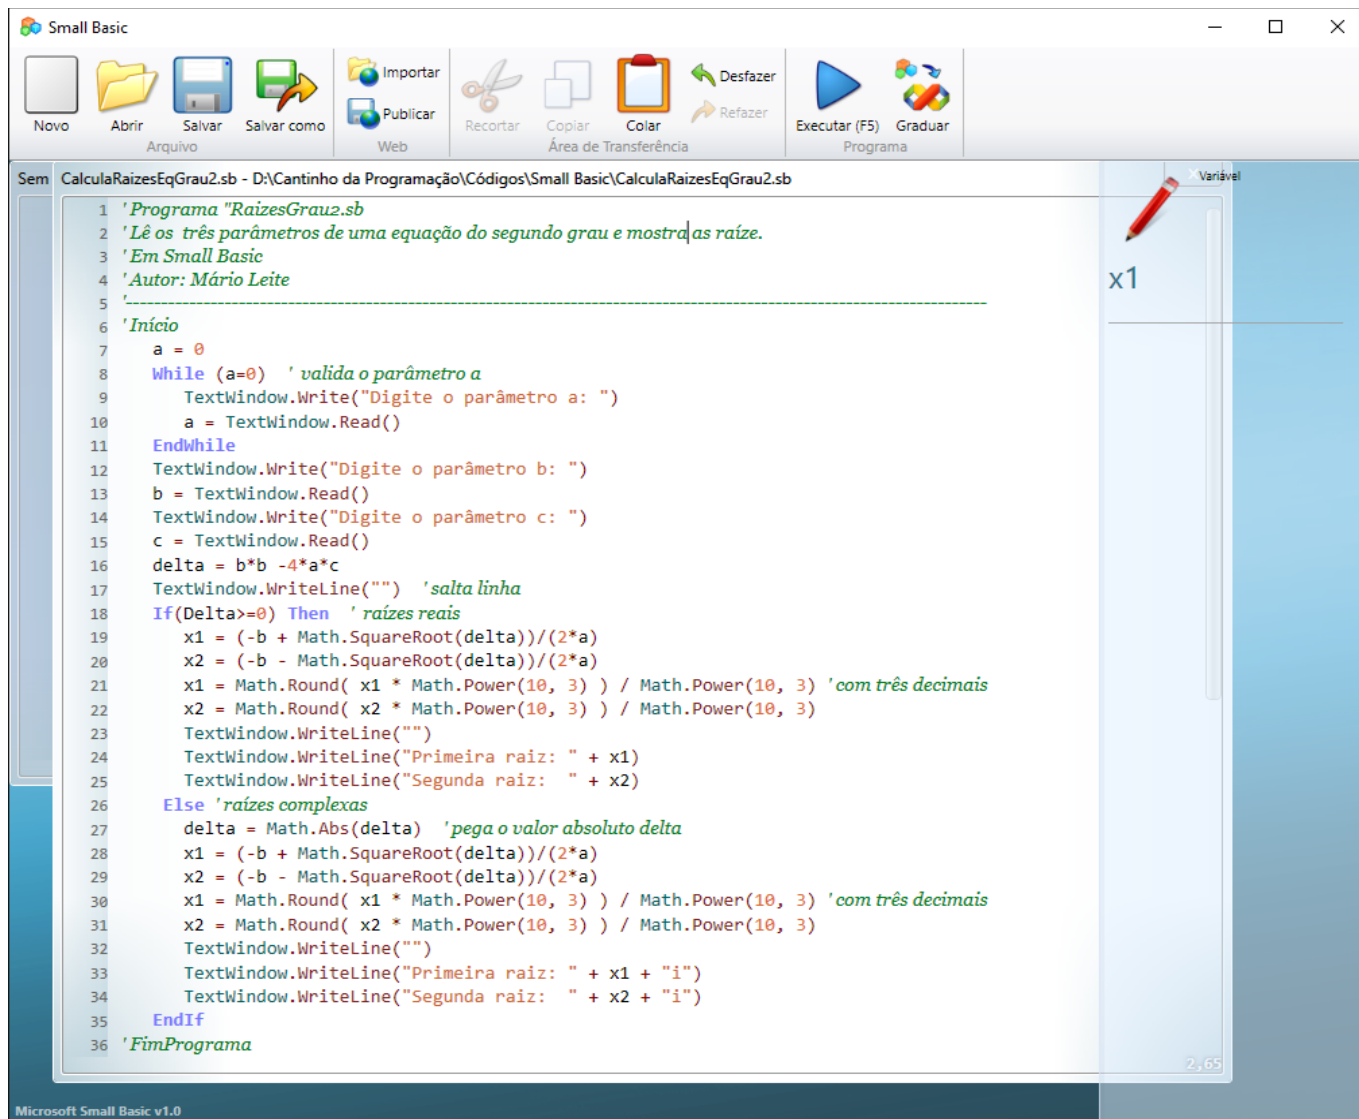 Small Basic
Novo
Abrir
Salvar
Salvar como
Importar
Publicar
Recortar
Copiar
Colar
Desfazer
Refazer
Executar (F5)
Graduar
Arquivo
Web
Área de Transferência
Programa
Sem
CalculaRaizesEqGrau2.sb - D:\Cantinho da Programação\Códigos\Small Basic\CalculaRaizesEqGrau2.sb
Variável
x1
1 ' Programa "RaizesGrau2.sb
2 ' Lê os  três parâmetros de uma equação do segundo grau e mostra as raíze.
3 ' Em Small Basic
4 ' Autor: Mário Leite
5 '-----------------------------------------------------------------------------------------------
6 ' Início
7    a = 0
8    While (a=0)  ' valida o parâmetro a
9       TextWindow.Write("Digite o parâmetro a: ")
10       a = TextWindow.Read()
11    EndWhile
12    TextWindow.Write("Digite o parâmetro b: ")
13    b = TextWindow.Read()
14    TextWindow.Write("Digite o parâmetro c: ")
15    c = TextWindow.Read()
16    delta = b*b -4*a*c
17    TextWindow.WriteLine("")  ' salta linha
18    If(Delta>=0) Then  ' raízes reais
19       x1 = (-b + Math.SquareRoot(delta))/(2*a)
20       x2 = (-b - Math.SquareRoot(delta))/(2*a)
21       x1 = Math.Round( x1 * Math.Power(10, 3) ) / Math.Power(10, 3) ' com três decimais
22       x2 = Math.Round( x2 * Math.Power(10, 3) ) / Math.Power(10, 3)
23       TextWindow.WriteLine("")
24       TextWindow.WriteLine("Primeira raiz: " + x1)
25       TextWindow.WriteLine("Segunda raiz:  " + x2)
26     Else ' raízes complexas
27       delta = Math.Abs(delta)  ' pega o valor absoluto delta
28       x1 = (-b + Math.SquareRoot(delta))/(2*a)
29       x2 = (-b - Math.SquareRoot(delta))/(2*a)
30       x1 = Math.Round( x1 * Math.Power(10, 3) ) / Math.Power(10, 3) ' com três decimais
31       x2 = Math.Round( x2 * Math.Power(10, 3) ) / Math.Power(10, 3)
32       TextWindow.WriteLine("")
33       TextWindow.WriteLine("Primeira raiz: " + x1 + "i")
34       TextWindow.WriteLine("Segunda raiz:  " + x2 + "i")
35    EndIf
36 ' FimPrograma
2,65
Microsoft Small Basic v1.0